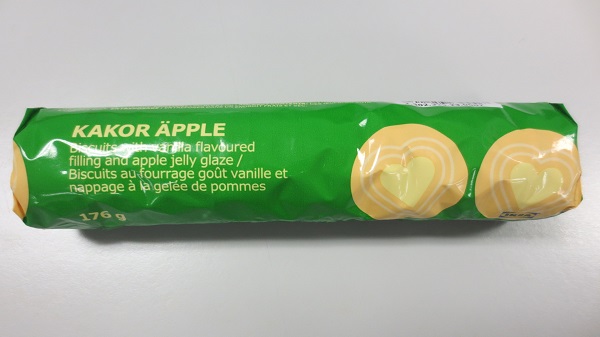 KAKOR ÄPPLE
Biscuits with vanilla flavoured
filling and apple jelly glaze /
Biscuits au fourrage goût vanille et
nappage à la gelée de pommes
176 g